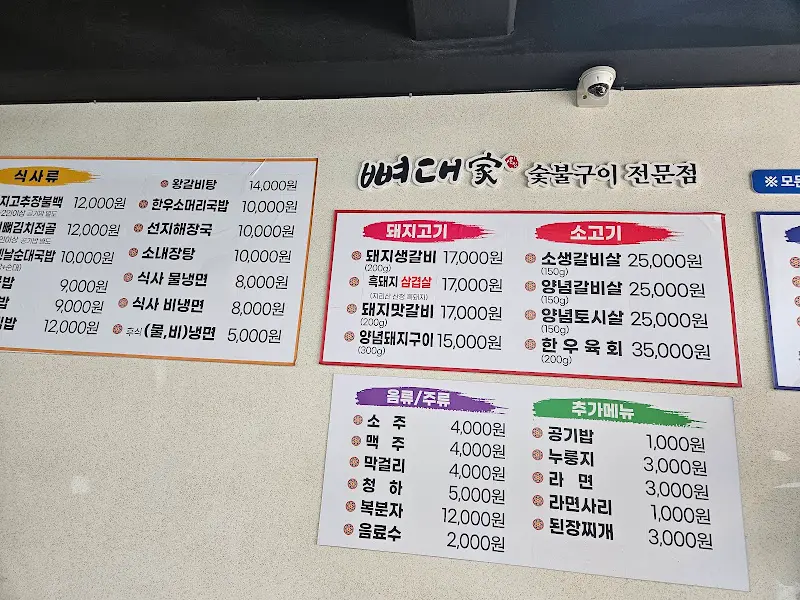 뼈대家 숯불구이 전문점
※ 모든
식사류
지고추장불백 12,000원
뼈김치전골 12,000원
날순대국밥 10,000원
9,000원
9,000원
12,000원
왕갈비탕 14,000원
한우소머리국밥 10,000원
선지해장국 10,000원
소내장탕 10,000원
식사 물냉면 8,000원
식사 비냉면 8,000원
후식 (물,비)냉면 5,000원
돼지고기
돼지생갈비 17,000원
(200g)
흑돼지 삼겹살 17,000원
(지리산 산청 흑돼지)
돼지맛갈비 17,000원
(200g)
양념돼지구이 15,000원
(300g)
소고기
소생갈비살 25,000원
(150g)
양념갈비살 25,000원
(150g)
양념토시살 25,000원
(150g)
한우육회 35,000원
(200g)
음류/주류
소 주 4,000원
맥 주 4,000원
막걸리 4,000원
청 하 5,000원
복분자 12,000원
음료수 2,000원
추가메뉴
공기밥 1,000원
누룽지 3,000원
라 면 3,000원
라면사리 1,000원
된장찌개 3,000원